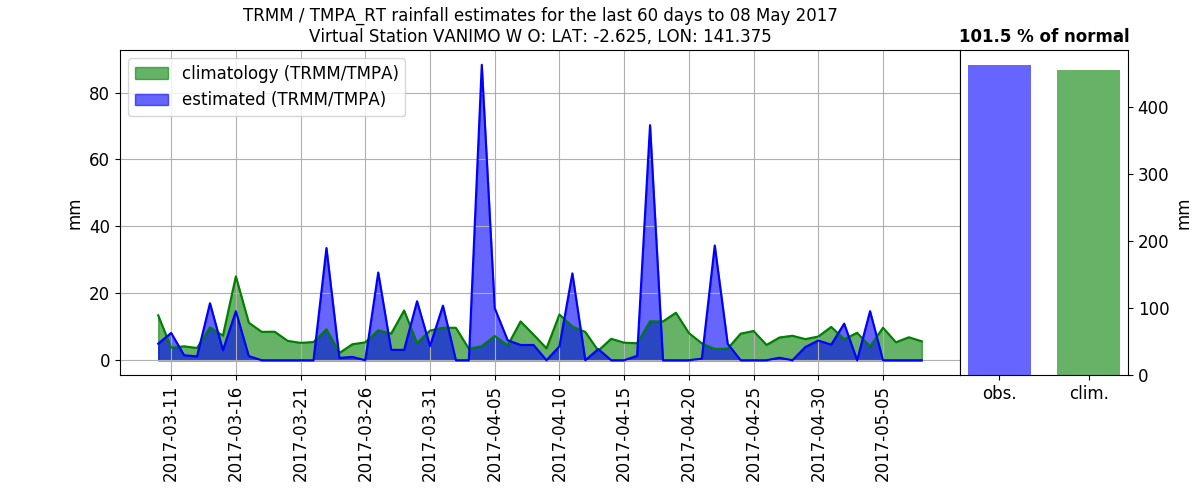 TRMM / TMPA_RT rainfall estimates for the last 60 days to 08 May 2017
Virtual Station VANIMO W O: LAT: -2.625, LON: 141.375
101.5 % of normal
climatology (TRMM/TMPA)
estimated (TRMM/TMPA)
mm
80
60
40
20
0
2017-03-11
2017-03-16
2017-03-21
2017-03-26
2017-03-31
2017-04-05
2017-04-10
2017-04-15
2017-04-20
2017-04-25
2017-04-30
2017-05-05
400
300
200
100
0
mm
obs.
clim.